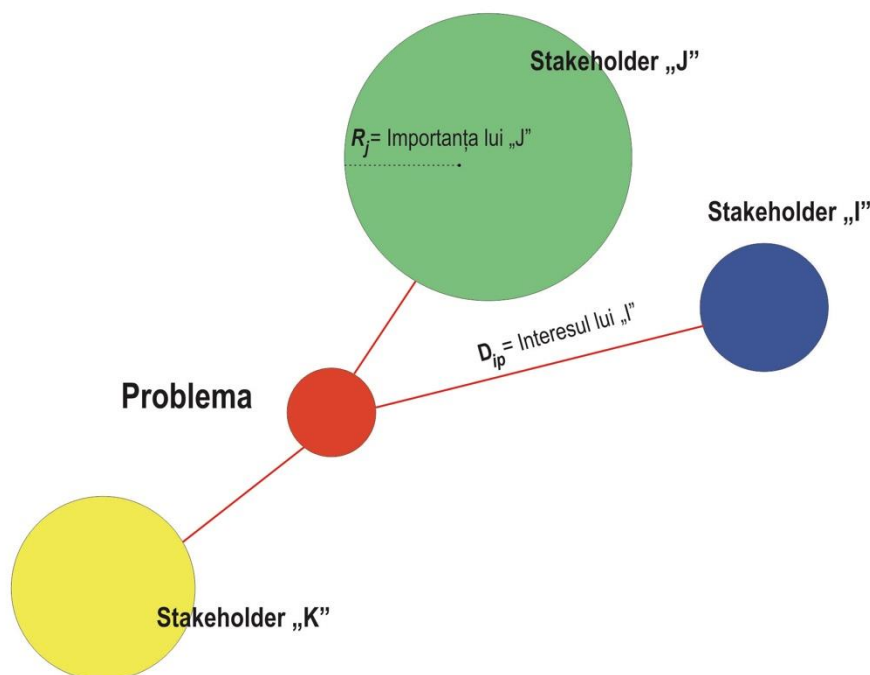 Stakeholder „J”
Rj= Importanța lui „J”
Stakeholder „I”
Dip= Interesul lui „I”
Problema
Stakeholder „K”